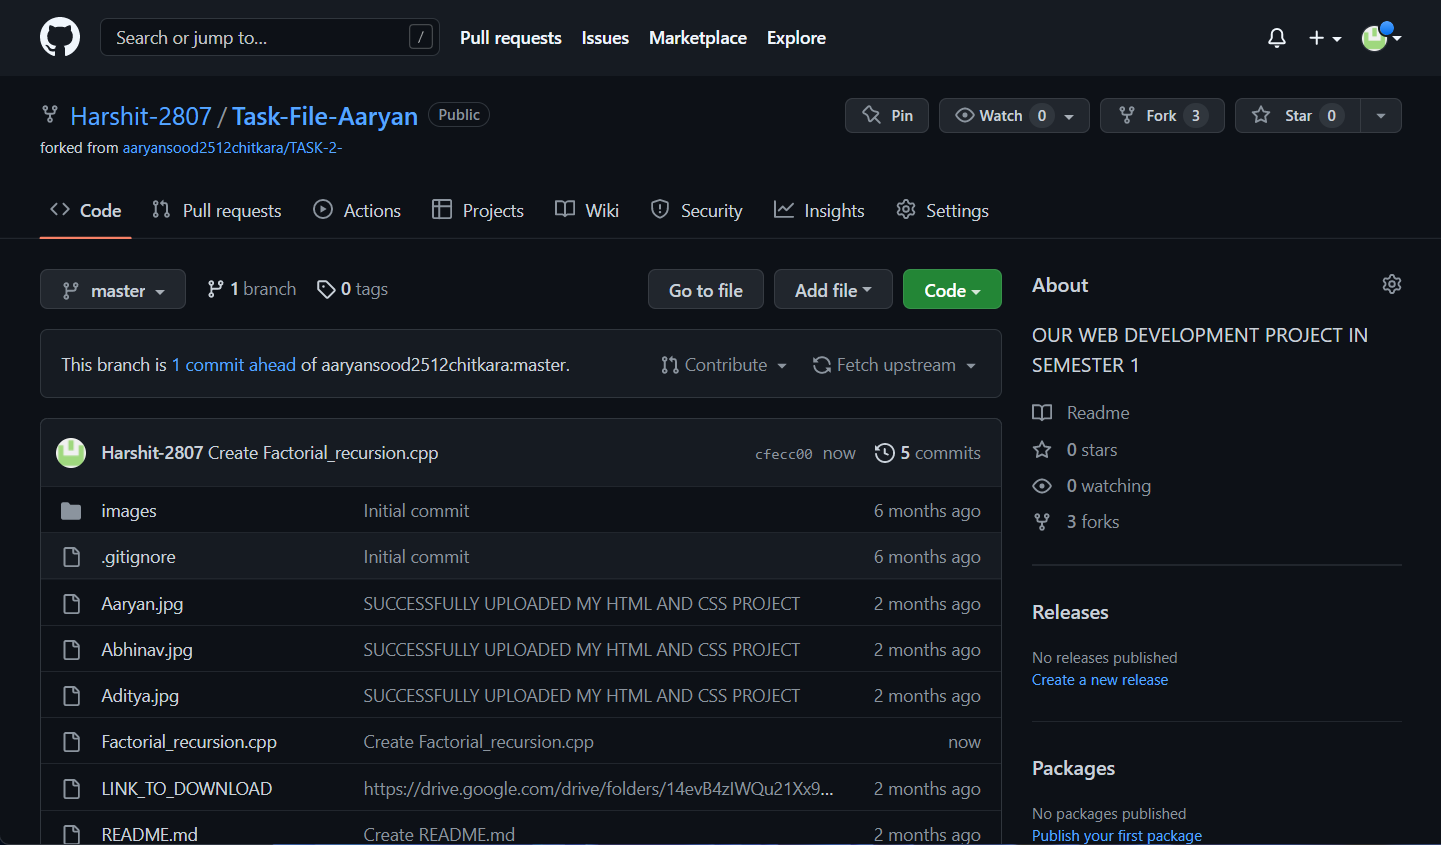 Search or jump to... /
Pull requests Issues Marketplace Explore
Harshit-2807 / Task-File-Aaryan Public
Pin Watch 0 Fork 3 Star 0
forked from aaryansood2512chitkara/TASK-2-
Code Pull requests Actions Projects Wiki Security Insights Settings
master 1 branch 0 tags Go to file Add file Code
This branch is 1 commit ahead of aaryansood2512chitkara:master. Contribute Fetch upstream
Harshit-2807 Create Factorial_recursion.cpp cfecc00 now 5 commits
images Initial commit 6 months ago
.gitignore Initial commit 6 months ago
Aaryan.jpg SUCCESSFULLY UPLOADED MY HTML AND CSS PROJECT 2 months ago
Abhinav.jpg SUCCESSFULLY UPLOADED MY HTML AND CSS PROJECT 2 months ago
Aditya.jpg SUCCESSFULLY UPLOADED MY HTML AND CSS PROJECT 2 months ago
Factorial_recursion.cpp Create Factorial_recursion.cpp now
LINK_TO_DOWNLOAD https://drive.google.com/drive/folders/14evB4zIWQu21Xx9... 2 months ago
README.md Create README.md 2 months ago
About
OUR WEB DEVELOPMENT PROJECT IN
SEMESTER 1
Readme
0 stars
0 watching
3 forks
Releases
No releases published
Create a new release
Packages
No packages published
Publish your first package